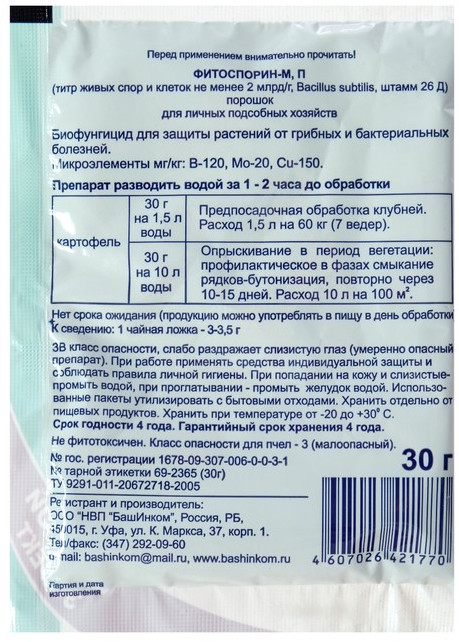 Перед применением внимательно прочитать!
ФИТОСПОРИН-М, П
(титр живых спор и клеток не менее 2 млрд/г, Bacillus subtilis, штамм 26 Д)
порошок
для личных подсобных хозяйств
Биофунгицид для защиты растений от грибных и бактериальных
болезней.
Микроэлементы мг/кг: B-120, Mo-20, Cu-150.
Препарат разводить водой за 1 - 2 часа до обработки
картофель
30 г
на 1,5 л
воды
Предпосадочная обработка клубней.
Расход 1,5 л на 60 кг (7 ведер).
30 г
на 10 л
воды
Опрыскивание в период вегетации:
профилактическое в фазах смыкание
рядков-бутонизация, повторно через
10-15 дней. Расход 10 л на 100 м².
Нет срока ожидания (продукцию можно употреблять в пищу в день обработки
К сведению: 1 чайная ложка - 3-3,5 г
3В класс опасности, слабо раздражает слизистую глаз (умеренно опасный
препарат). При работе применять средства индивидуальной защиты и
соблюдать правила личной гигиены. При попадании на кожу и слизистые-
промыть водой, при проглатывании - промыть желудок водой. Использо-
ванные пакеты утилизировать с бытовыми отходами. Хранить отдельно от
пищевых продуктов. Хранить при температуре от -20 до +30° С.
Срок годности 4 года. Гарантийный срок хранения 4 года.
Не фитотоксичен. Класс опасности для пчел - 3 (малоопасный).
№ гос. регистрации 1678-09-307-006-0-0-3-1
№ тарной этикетки 69-2365 (30г)
ТУ 9291-011-20672718-2005
30 г
Регистрант и производитель:
ООО "НВП "БашИнком", Россия, РБ,
450015, г. Уфа, ул. К. Маркса, 37, корп. 1.
Тел/факс: (347) 292-09-60
e.mail: bashinkom@mail.ru, www.bashinkom.ru
4 607026 421770
Партия и дата
изготовления